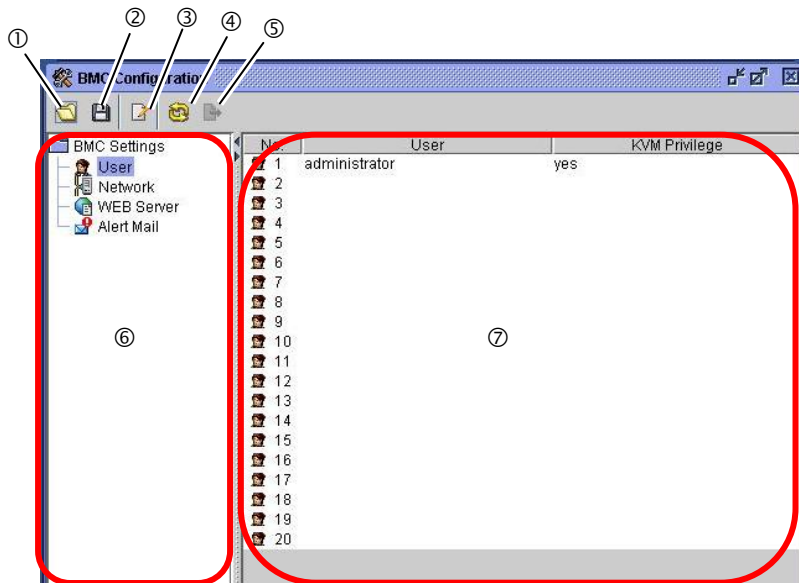 ① ② ③ ④ ⑤
BMC Configuration
BMC Settings
User
Network
WEB Server
Alert Mail
⑥
No. User KVM Privilege
1 administrator yes
2
3
4
5
6
7
8
9
10
11
12
13
14
15
16
17
18
19
20
⑦